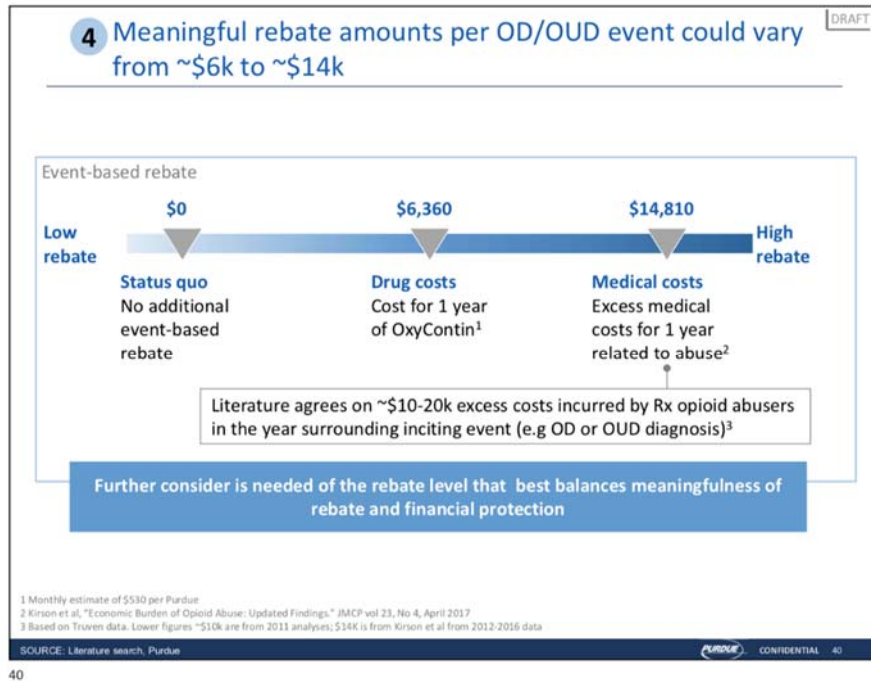 DRAFT
4 Meaningful rebate amounts per OD/OUD event could vary
from ~$6k to ~$14k
Event-based rebate
$0 $6,360 $14,810
Low
rebate
High
rebate
Status quo
No additional
event-based
rebate
Drug costs
Cost for 1 year
of OxyContin1
Medical costs
Excess medical
costs for 1 year
related to abuse2
Literature agrees on ~$10-20k excess costs incurred by Rx opioid abusers
in the year surrounding inciting event (e.g OD or OUD diagnosis)3
Further consider is needed of the rebate level that best balances meaningfulness of
rebate and financial protection
1 Monthly estimate of $530 per Purdue
2 Kirson et al, "Economic Burden of Opioid Abuse: Updated Findings." JMCP vol 23, No 4, April 2017
3 Based on Truven data. Lower figures ~$10k are from 2011 analyses; $14K is from Kirson et al from 2012-2016 data
SOURCE: Literature search, Purdue PURDUE CONFIDENTIAL 40
40